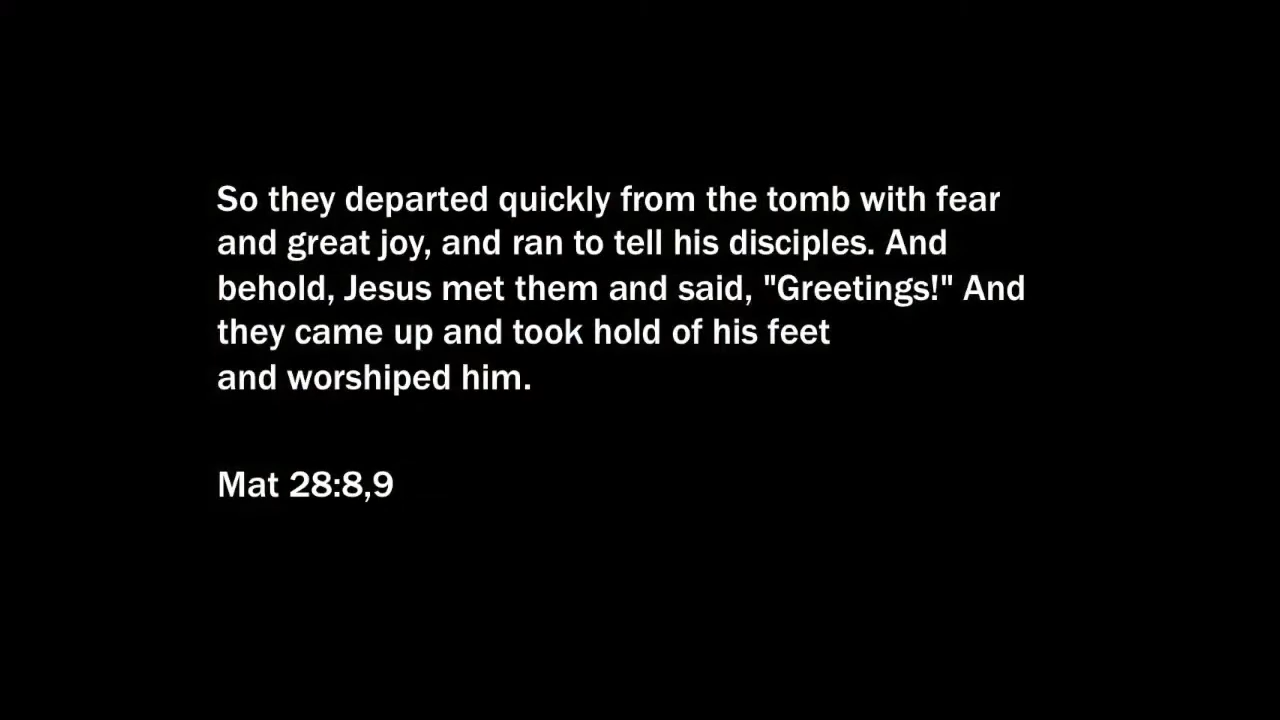 So they departed quickly from the tomb with fear
and great joy, and ran to tell his disciples. And
behold, Jesus met them and said, "Greetings!" And
they came up and took hold of his feet
and worshiped him.
Mat 28:8,9